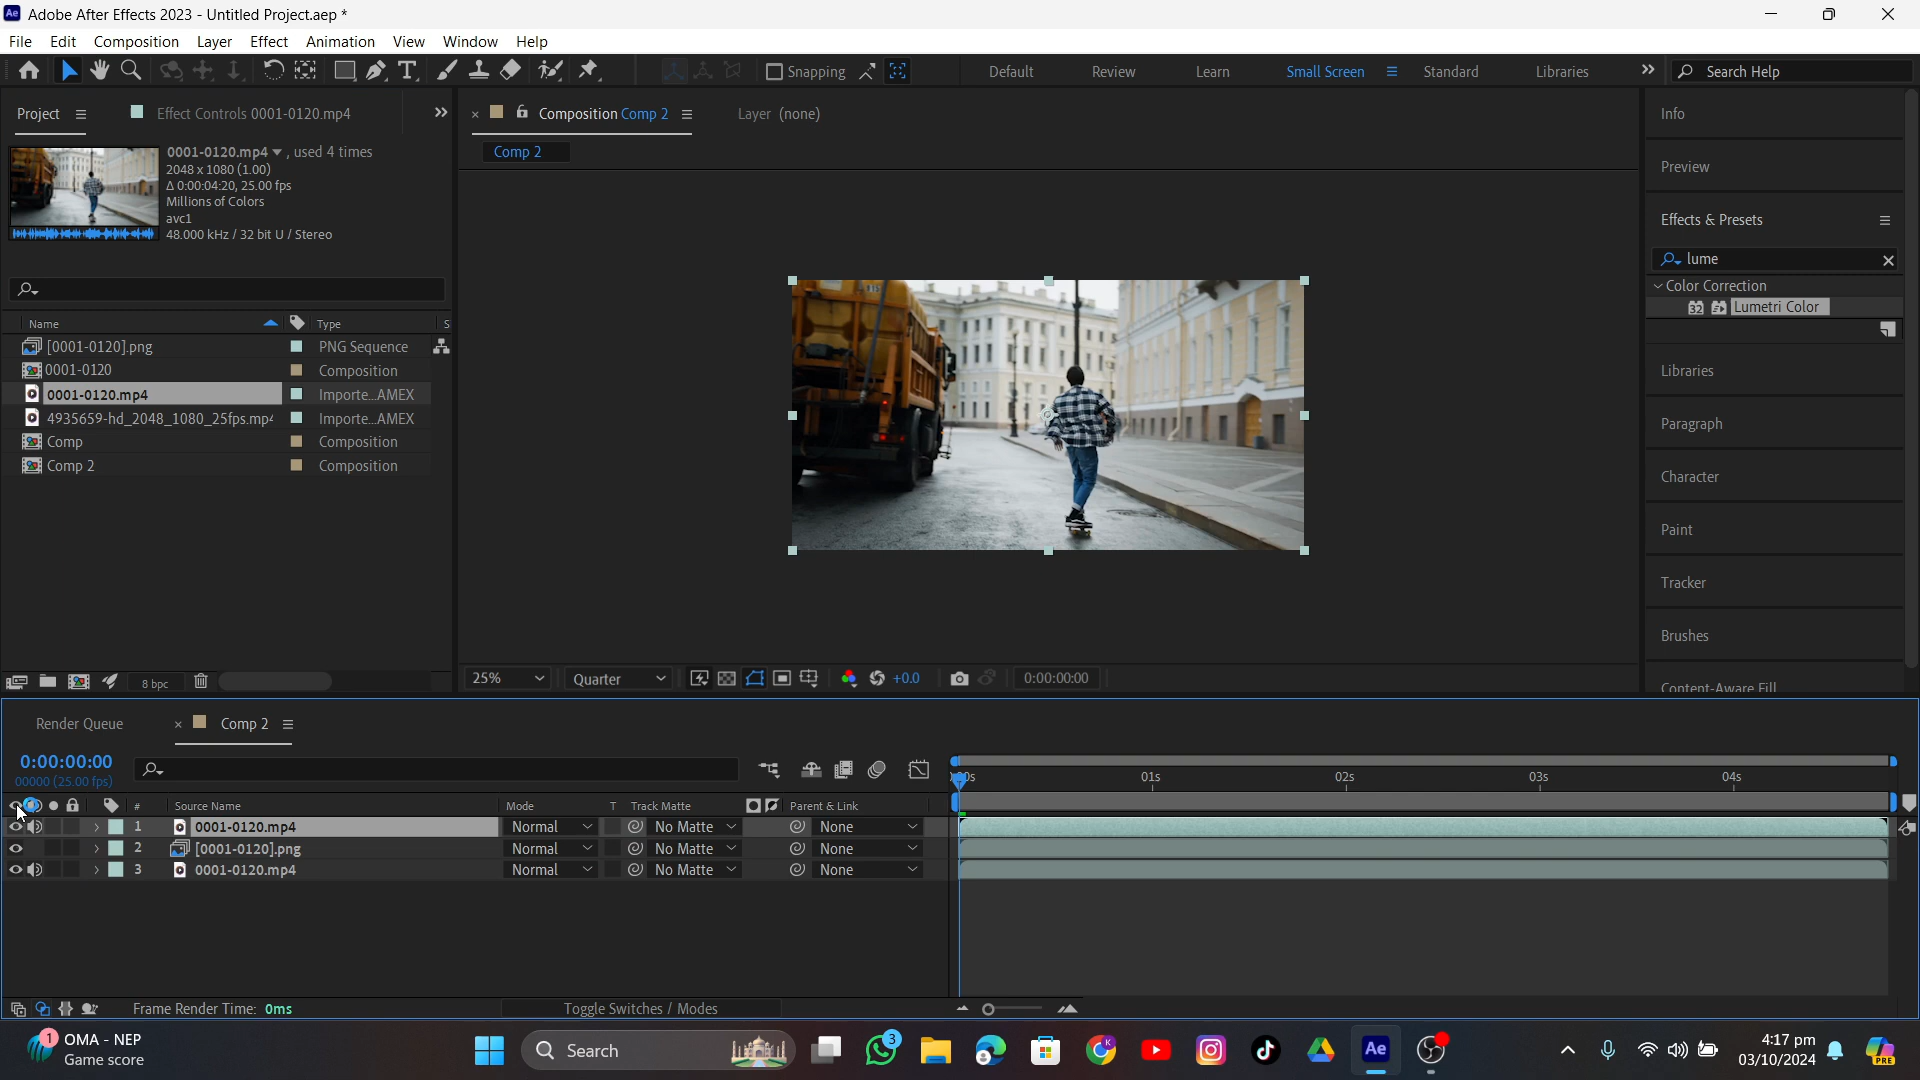 Ae Adobe After Effects 2023 - Untitled Project.aep *
File Edit Composition Layer Effect Animation View Window Help
Snapping Default Review Learn Small Screen Standard Libraries Search Help
Project Effect Controls 0001-0120.mp4
Composition Comp 2 Layer (none)
Comp 2
0001-0120.mp4 , used 4 times
2048 x 1080 (1.00)
Δ 0:00:04:20, 25.00 fps
Millions of Colors
avc1
48.000 kHz / 32 bit U / Stereo
Name Type S
[0001-0120].png PNG Sequence
0001-0120 Composition
0001-0120.mp4 Importe...AMEX
4935659-hd_2048_1080_25fps.mp4 Importe...AMEX
Comp Composition
Comp 2 Composition
8 bpc
25% Quarter +0.0 0:00:00:00
Info
Preview
Effects & Presets
lume
Color Correction
32 Lumetri Color
Libraries
Paragraph
Character
Paint
Tracker
Brushes
Content-Aware Fill
Render Queue Comp 2
0:00:00:00
00000 (25.00 fps)
01s 02s 03s 04s
# Source Name Mode T Track Matte Parent & Link
1 0001-0120.mp4 Normal No Matte None
2 [0001-0120].png Normal No Matte None
3 0001-0120.mp4 Normal No Matte None
Frame Render Time: 0ms Toggle Switches / Modes
1 OMA - NEP
Game score
Search
3
K
Ae
4:17 pm
03/10/2024
PRE